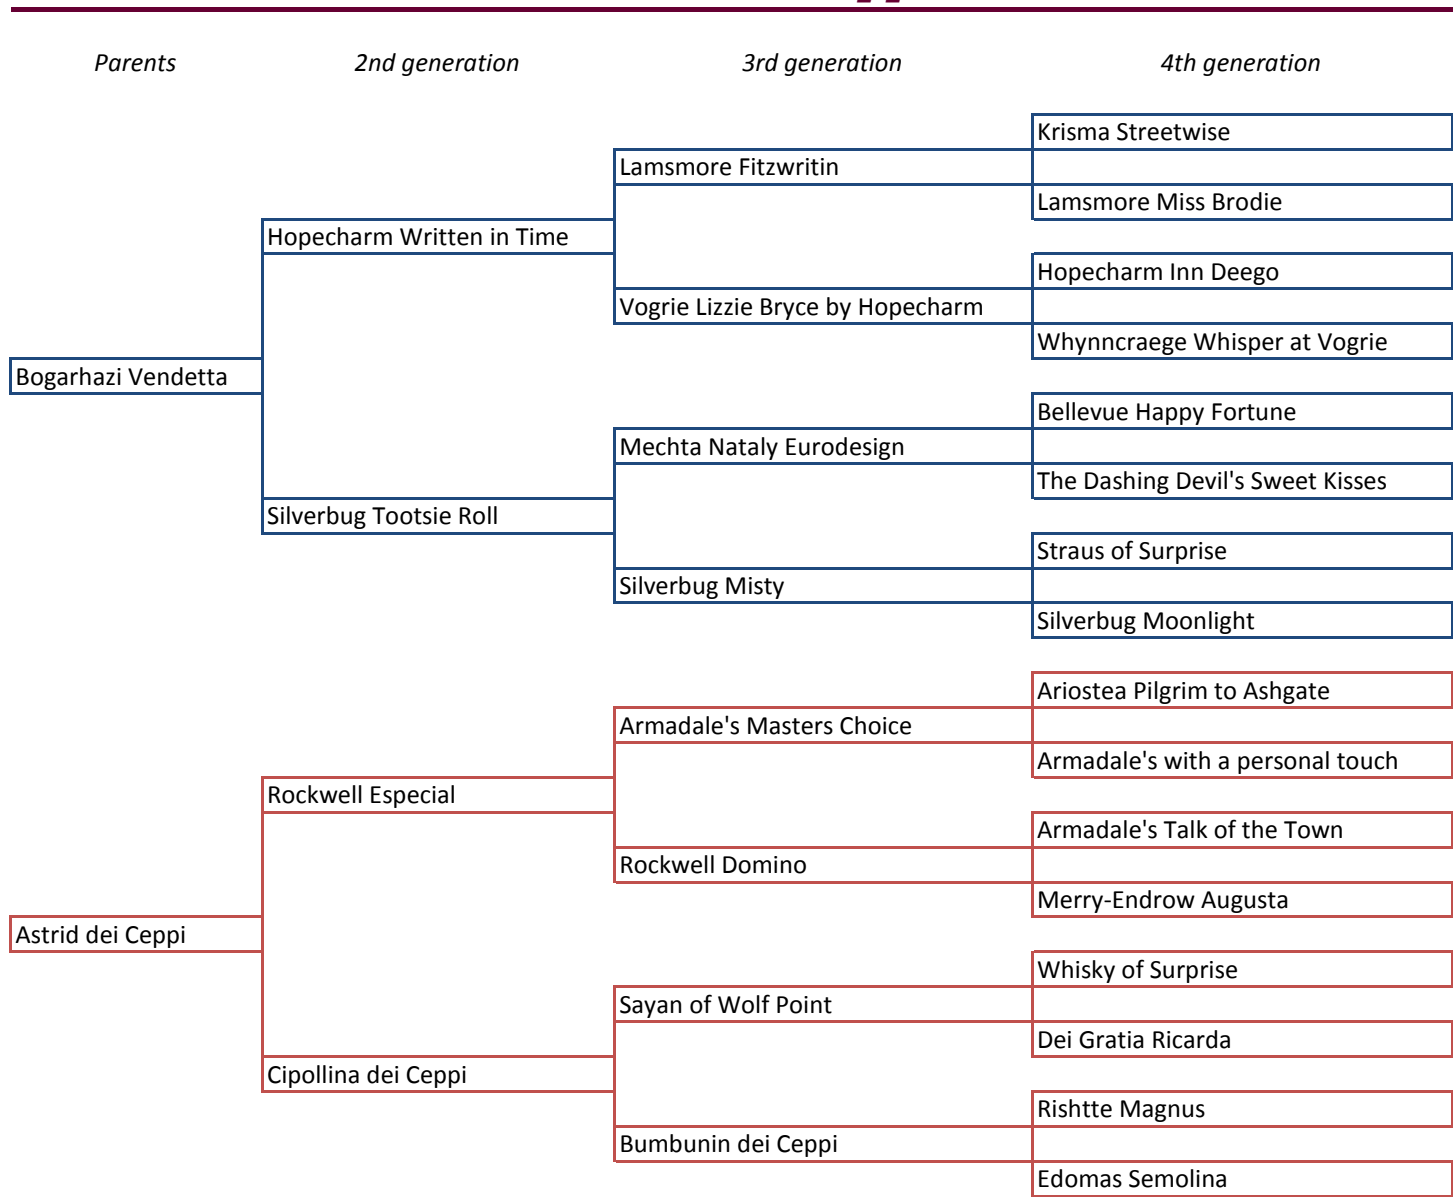 Parents 2nd generation 3rd generation 4th generation
Krisma Streetwise
Lamsmore Fitzwritin
Lamsmore Miss Brodie
Hopecharm Written in Time
Hopecharm Inn Deego
Vogrie Lizzie Bryce by Hopecharm
Whynncraege Whisper at Vogrie
Bogarhazi Vendetta
Bellevue Happy Fortune
Mechta Nataly Eurodesign
The Dashing Devil's Sweet Kisses
Silverbug Tootsie Roll
Straus of Surprise
Silverbug Misty
Silverbug Moonlight
Ariostea Pilgrim to Ashgate
Armadale's Masters Choice
Armadale's with a personal touch
Rockwell Especial
Armadale's Talk of the Town
Rockwell Domino
Merry-Endrow Augusta
Astrid dei Ceppi
Whisky of Surprise
Sayan of Wolf Point
Dei Gratia Ricarda
Cipollina dei Ceppi
Rishtte Magnus
Bumbunin dei Ceppi
Edomas Semolina